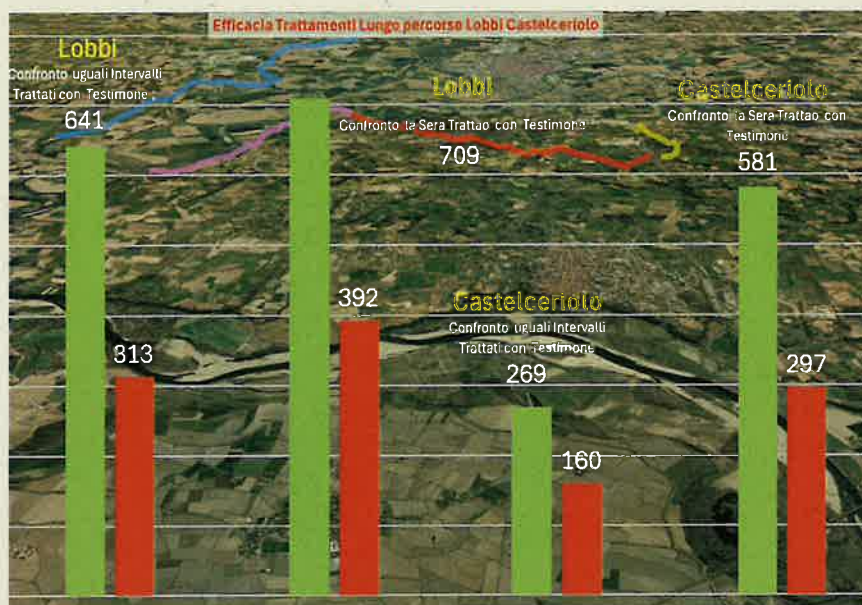 Efficacia Trattamenti Lungo percorso Lobbi Castelceriolo
Lobbi
Confronto uguali Intervalli
Trattati con Testimone
641
313
Lobbi
Confronto la Sera Trattao con Testimone
709
392
Castelceriolo
Confronto uguali Intervalli
Trattati con Testimone
269
160
Castelceriolo
Confronto la Sera Trattao con
Testimone
581
297